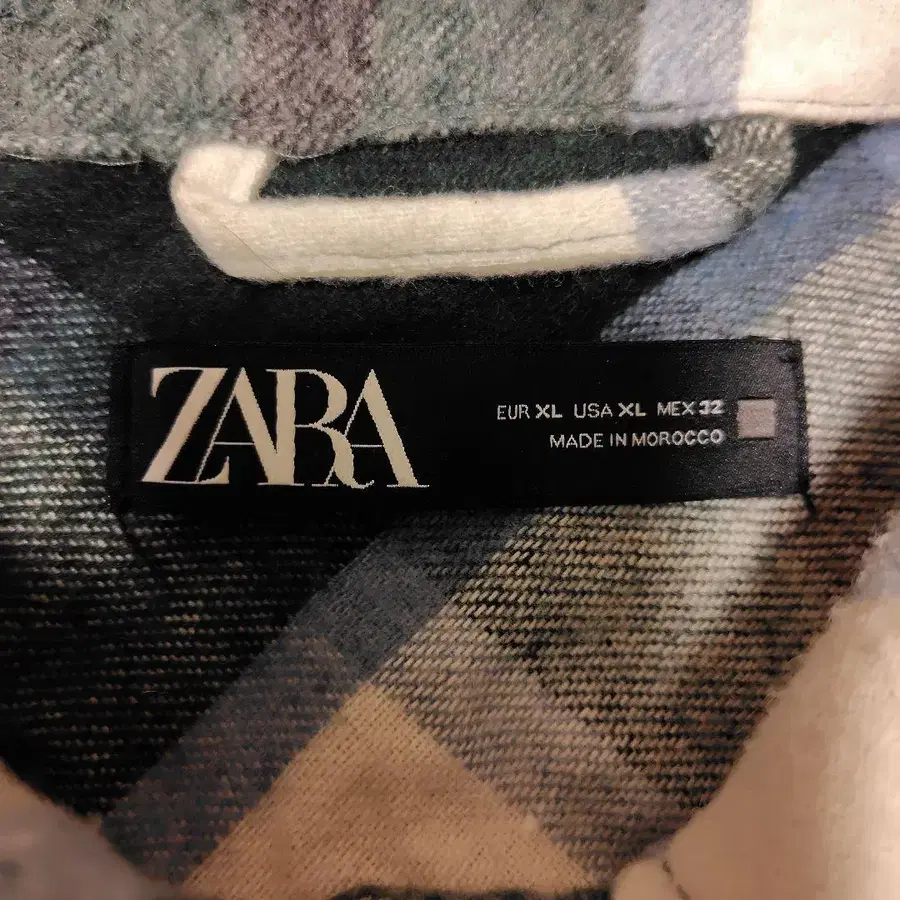 ZARA
EUR XL USA XL MEX 32
MADE IN MOROCCO